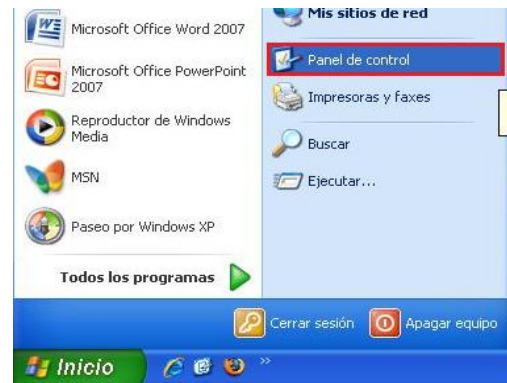 Microsoft Office Word 2007
Microsoft Office PowerPoint
2007
Reproductor de Windows
Media
MSN
Paseo por Windows XP
Todos los programas
Mis sitios de red
Panel de control
Impresoras y faxes
Buscar
Ejecutar...
Cerrar sesión
Apagar equipo
Inicio
»